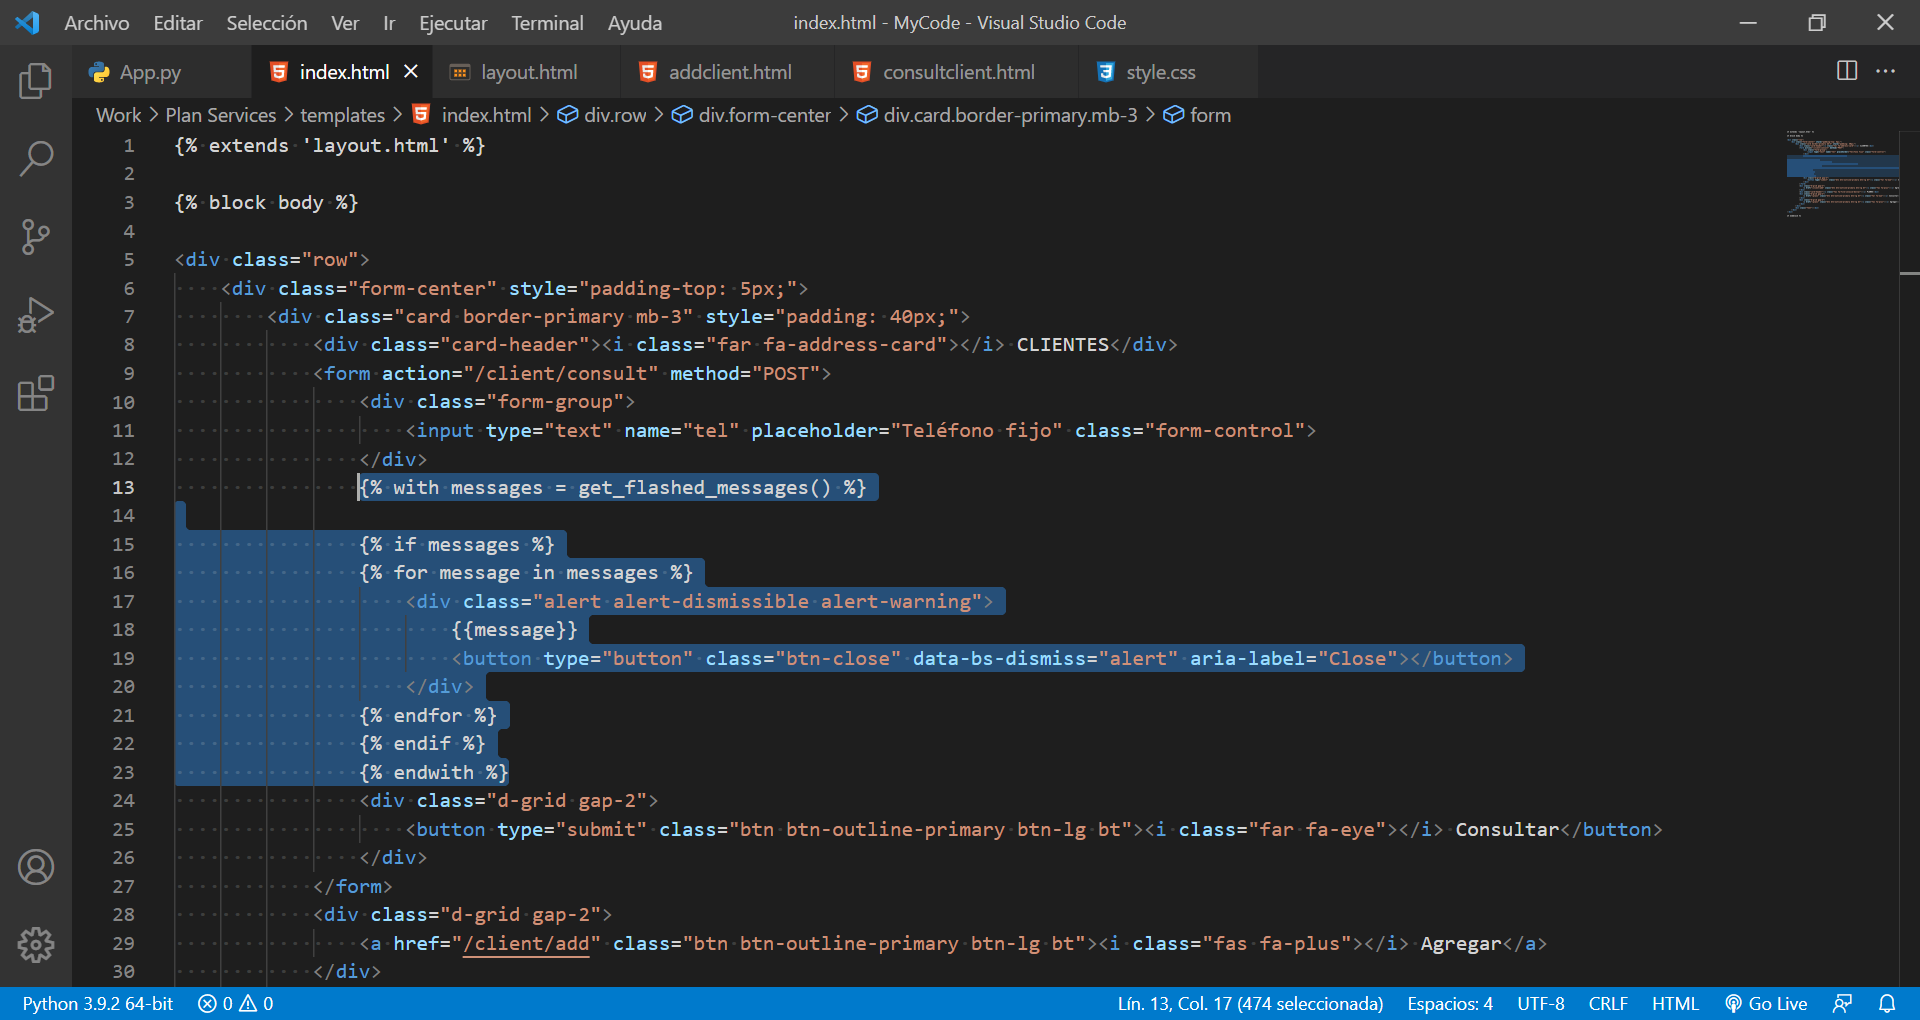 Archivo Editar Selección Ver Ir Ejecutar Terminal Ayuda index.html - MyCode - Visual Studio Code
App.py index.html layout.html addclient.html consultclient.html style.css
Work > Plan Services > templates > index.html > div.row > div.form-center > div.card.border-primary.mb-3 > form
1 {% extends 'layout.html' %}
2
3 {% block body %}
4
5 <div class="row">
6 <div class="form-center" style="padding-top: 5px;">
7 <div class="card border-primary mb-3" style="padding: 40px;">
8 <div class="card-header"><i class="far fa-address-card"></i> CLIENTES</div>
9 <form action="/client/consult" method="POST">
10 <div class="form-group">
11 <input type="text" name="tel" placeholder="Teléfono fijo" class="form-control">
12 </div>
13 {% with messages = get_flashed_messages() %}
14
15 {% if messages %}
16 {% for message in messages %}
17 <div class="alert alert-dismissible alert-warning">
18 {{message}}
19 <button type="button" class="btn-close" data-bs-dismiss="alert" aria-label="Close"></button>
20 </div>
21 {% endfor %}
22 {% endif %}
23 {% endwith %}
24 <div class="d-grid gap-2">
25 <button type="submit" class="btn btn-outline-primary btn-lg bt"><i class="far fa-eye"></i> Consultar</button>
26 </div>
27 </form>
28 <div class="d-grid gap-2">
29 <a href="/client/add" class="btn btn-outline-primary btn-lg bt"><i class="fas fa-plus"></i> Agregar</a>
30 </div>
Python 3.9.2 64-bit 0 0 Lín. 13, Col. 17 (474 seleccionada) Espacios: 4 UTF-8 CRLF HTML Go Live